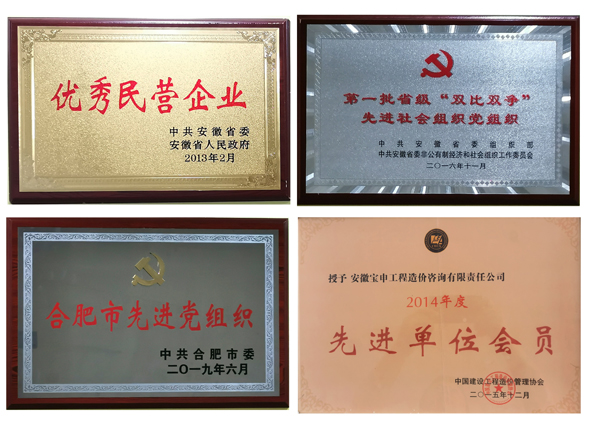 优秀民营企业
中共安徽省委
安徽省人民政府
2013年2月
第一批省级“双比双争”
先进社会组织党组织
中共安徽省委组织部
中共安徽省委非公有制经济和社会组织工作委员会
二〇一六年十一月
合肥市先进党组织
中共合肥市委
二〇一九年六月
授予 安徽宝申工程造价咨询有限责任公司
2014年度
先进单位会员
中国建设工程造价管理协会
二〇一五年十二月